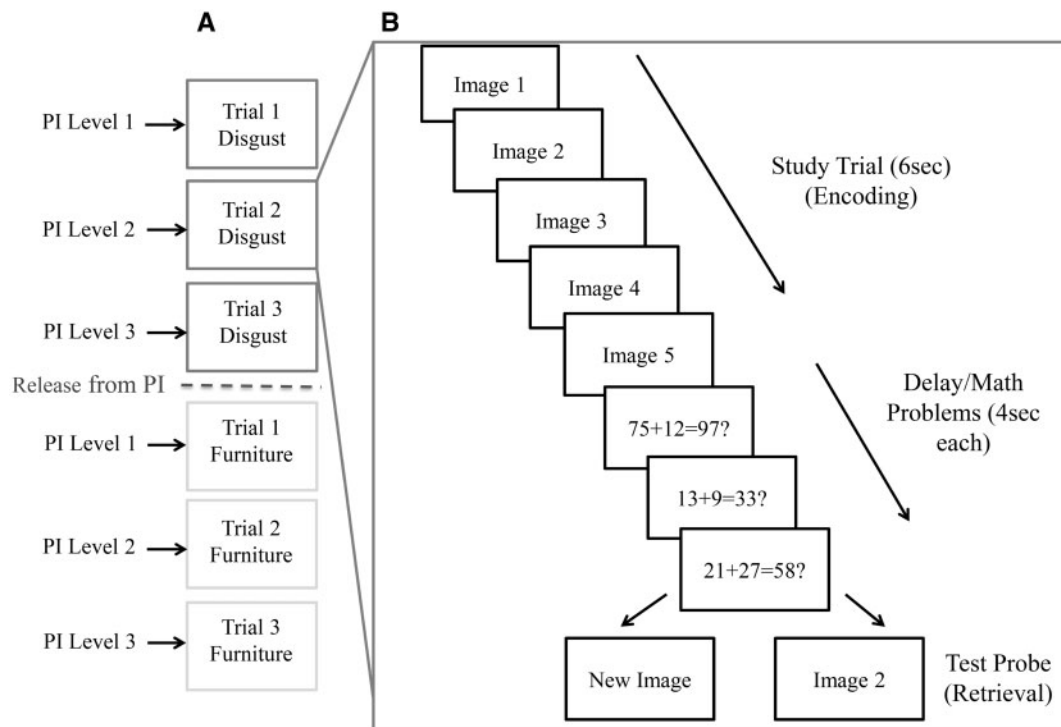 A
B
PI Level 1
Trial 1
Disgust
PI Level 2
Trial 2
Disgust
PI Level 3
Trial 3
Disgust
Release from PI
PI Level 1
Trial 1
Furniture
PI Level 2
Trial 2
Furniture
PI Level 3
Trial 3
Furniture
Image 1
Image 2
Image 3
Image 4
Image 5
75+12=97?
13+9=33?
21+27=58?
New Image
Image 2
Study Trial (6sec)
(Encoding)
Delay/Math
Problems (4sec
each)
Test Probe
(Retrieval)